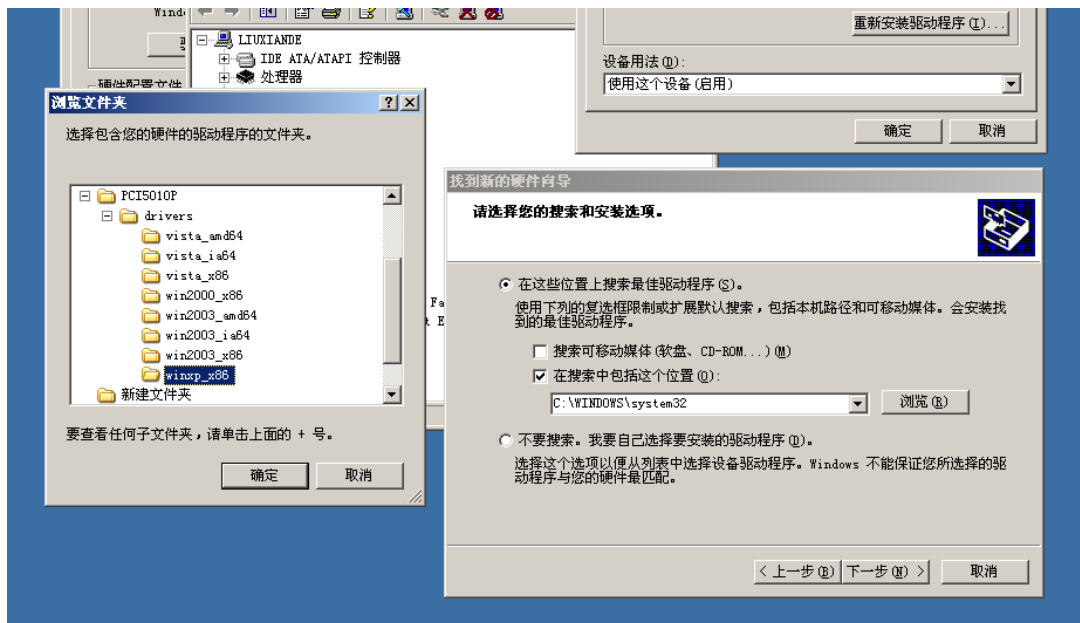 重新安装驱动程序(I)...
LIUXIANDE
IDE ATA/ATAPI 控制器
处理器
设备用法(D):
使用这个设备(启用)
确定
取消
硬件配置文件
浏览文件夹
选择包含您的硬件的驱动程序的文件夹。
PCI5010P
drivers
vista_amd64
vista_ia64
vista_x86
win2000_x86
win2003_amd64
win2003_ia64
win2003_x86
winxp_x86
新建文件夹
要查看任何子文件夹，请单击上面的 + 号。
确定
取消
找到新的硬件向导
请选择您的搜索和安装选项。
在这些位置上搜索最佳驱动程序(S)。
使用下列的复选框限制或扩展默认搜索，包括本机路径和可移动媒体。会安装找
到的最佳驱动程序。
搜索可移动媒体(软盘、CD-ROM...)(M)
在搜索中包括这个位置(O):
C:\WINDOWS\system32
浏览(R)
不要搜索。我要自己选择要安装的驱动程序(D)。
选择这个选项以便从列表中选择设备驱动程序。Windows 不能保证您所选择的驱
动程序与您的硬件最匹配。
< 上一步(B)
下一步(N) >
取消